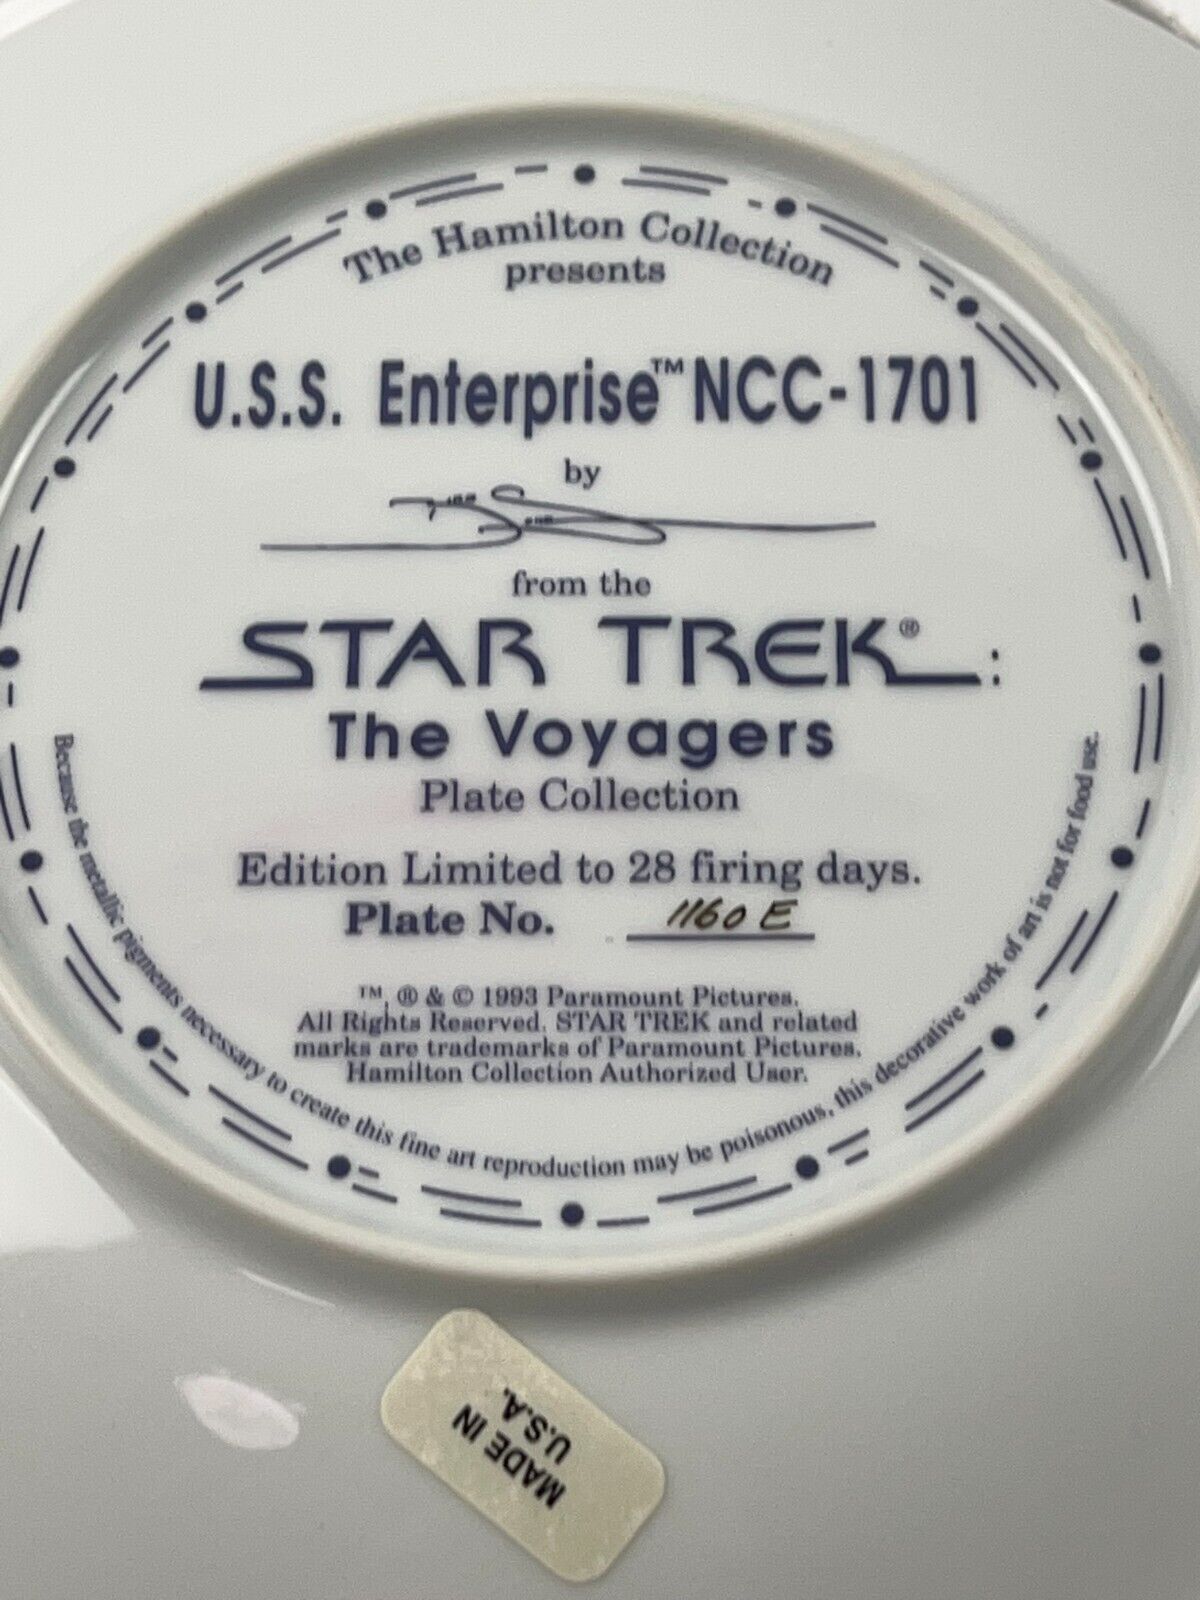 The Hamilton Collection
presents
U.S.S. Enterprise™ NCC-1701
by
from the
STAR TREK®:
The Voyagers
Plate Collection
Edition Limited to 28 firing days.
Plate No. 1160 E
™, ® & © 1993 Paramount Pictures.
All Rights Reserved. STAR TREK and related
marks are trademarks of Paramount Pictures.
Hamilton Collection Authorized User.
Because the metallic pigments necessary to create this fine art reproduction may be poisonous, this decorative work of art is not for food use.
MADE IN
U.S.A.